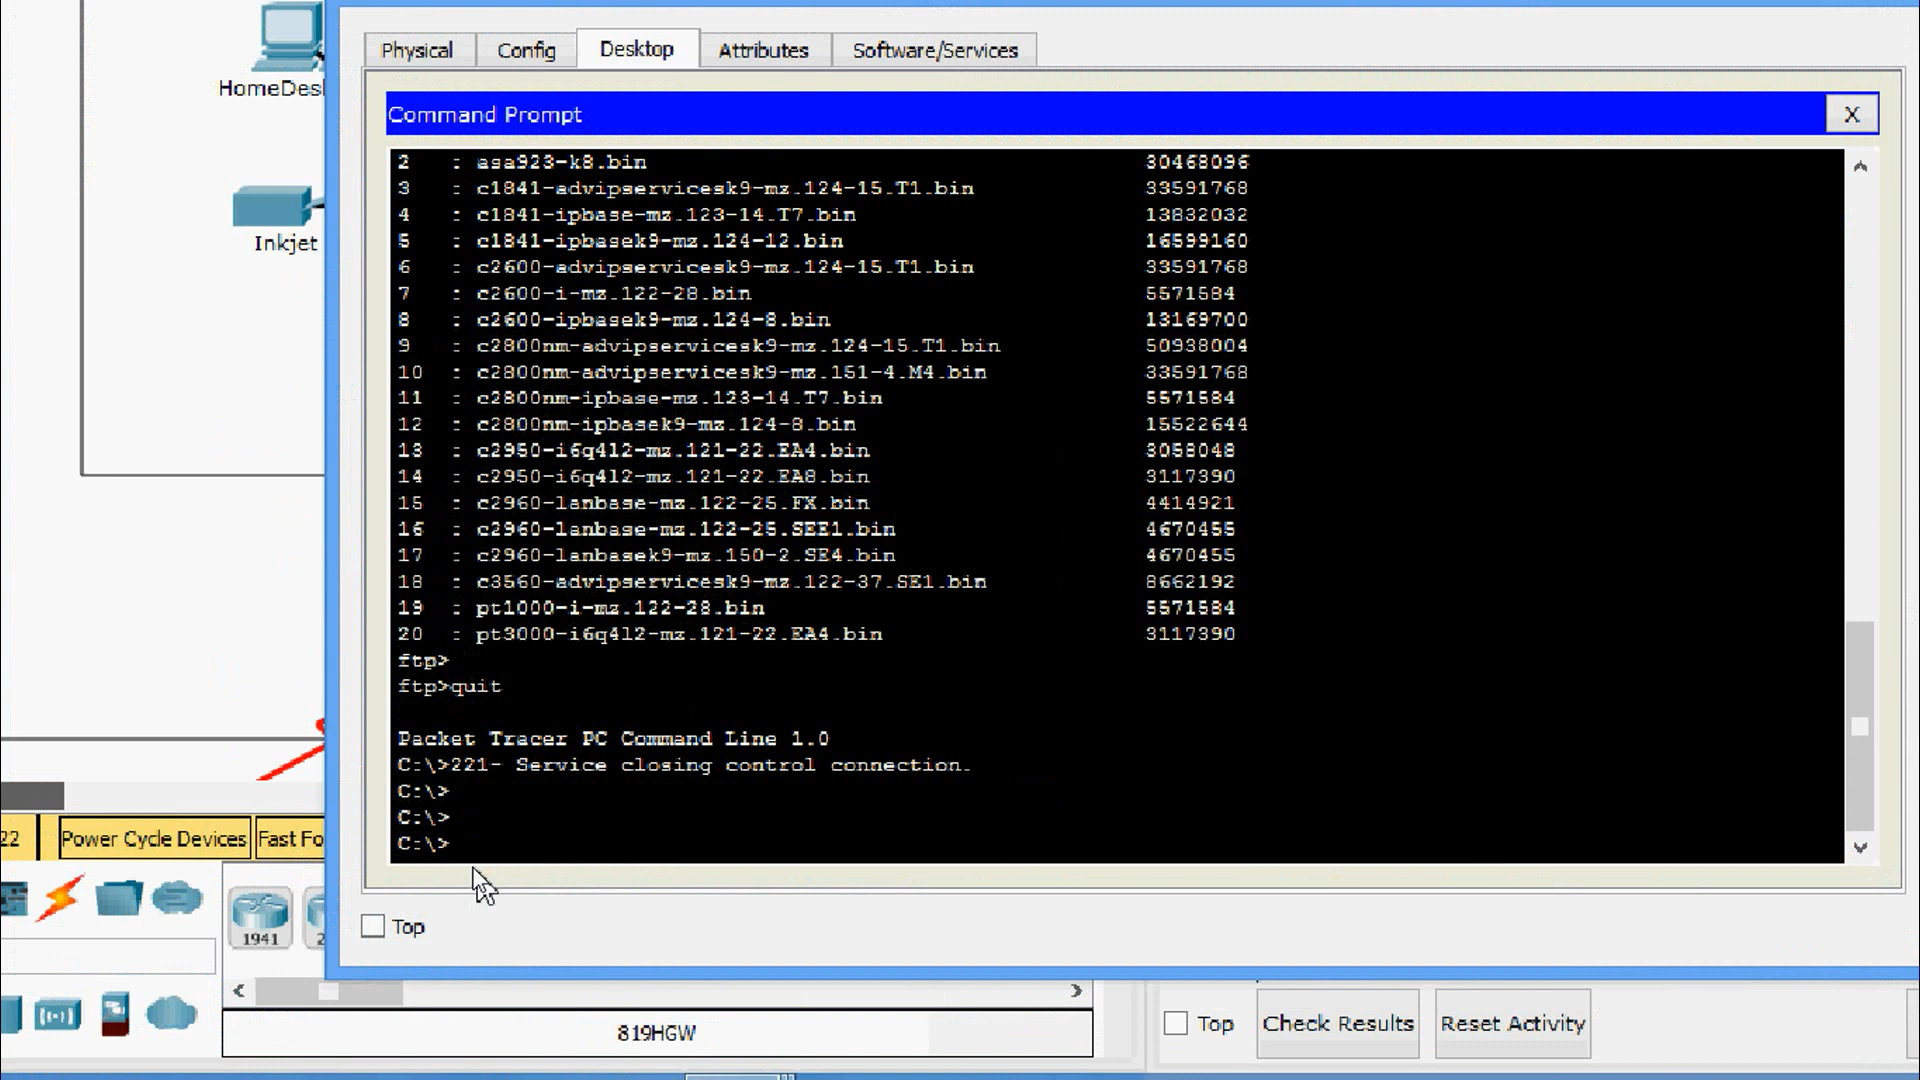 Physical
Config
Desktop
Attributes
Software/Services
HomeDes
Inkjet
Command Prompt
X
2 : asa923-k8.bin 30468096
3 : c1841-advipservicesk9-mz.124-15.T1.bin 33591768
4 : c1841-ipbase-mz.123-14.T7.bin 13832032
5 : c1841-ipbasek9-mz.124-12.bin 16599160
6 : c2600-advipservicesk9-mz.124-15.T1.bin 33591768
7 : c2600-i-mz.122-28.bin 5571584
8 : c2600-ipbasek9-mz.124-8.bin 13169700
9 : c2800nm-advipservicesk9-mz.124-15.T1.bin 50938004
10 : c2800nm-advipservicesk9-mz.151-4.M4.bin 33591768
11 : c2800nm-ipbase-mz.123-14.T7.bin 5571584
12 : c2800nm-ipbasek9-mz.124-8.bin 15522644
13 : c2950-i6q4l2-mz.121-22.EA4.bin 3058048
14 : c2950-i6q4l2-mz.121-22.EA8.bin 3117390
15 : c2960-lanbase-mz.122-25.FX.bin 4414921
16 : c2960-lanbase-mz.122-25.SEE1.bin 4670455
17 : c2960-lanbasek9-mz.150-2.SE4.bin 4670455
18 : c3560-advipservicesk9-mz.122-37.SE1.bin 8662192
19 : pt1000-i-mz.122-28.bin 5571584
20 : pt3000-i6q4l2-mz.121-22.EA4.bin 3117390
ftp>
ftp>quit
Packet Tracer PC Command Line 1.0
C:\>221- Service closing control connection.
C:\>
C:\>
C:\>
Top
22
Power Cycle Devices
Fast Fo
1941
2
819HGW
Top
Check Results
Reset Activity